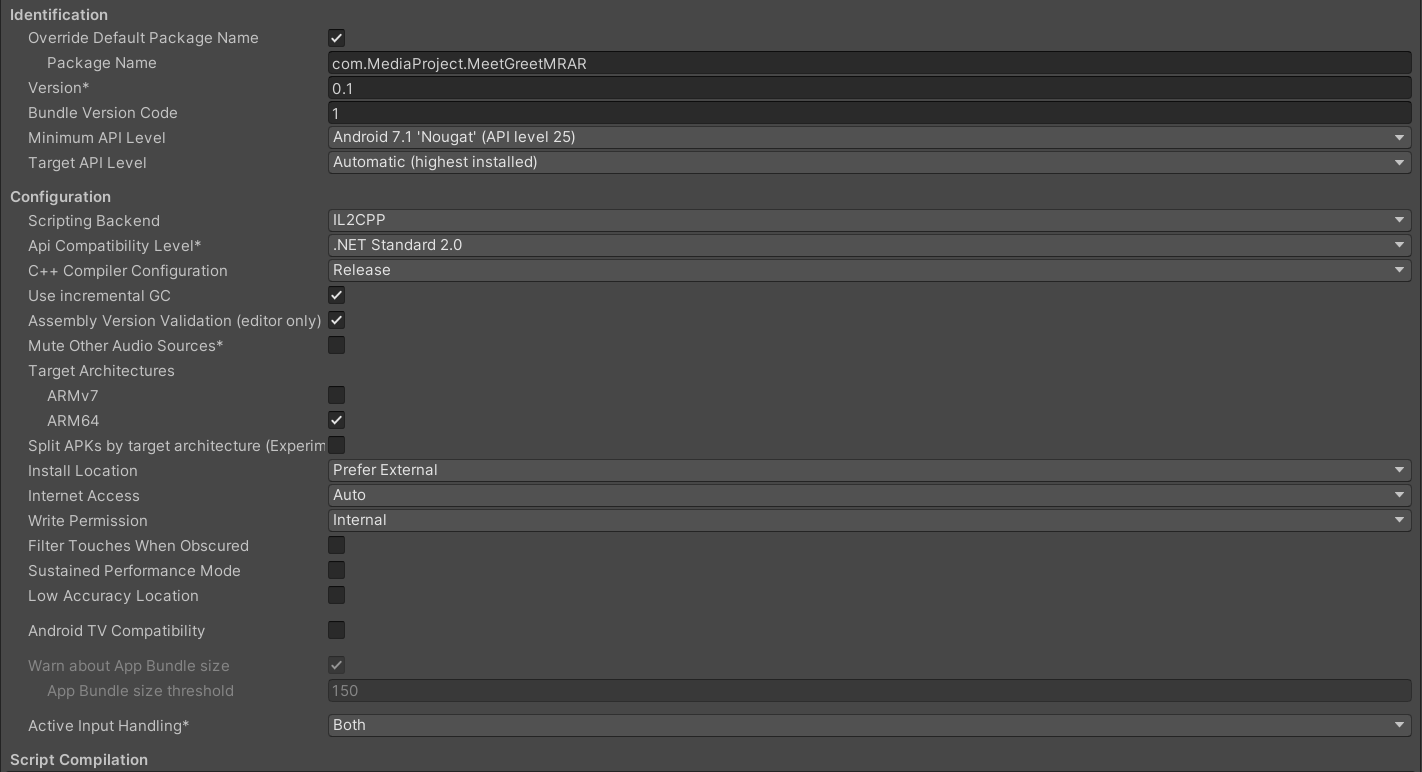 Identification
Override Default Package Name
Package Name com.MediaProject.MeetGreetMRAR
Version* 0.1
Bundle Version Code 1
Minimum API Level Android 7.1 'Nougat' (API level 25)
Target API Level Automatic (highest installed)
Configuration
Scripting Backend IL2CPP
Api Compatibility Level* .NET Standard 2.0
C++ Compiler Configuration Release
Use incremental GC
Assembly Version Validation (editor only)
Mute Other Audio Sources*
Target Architectures
ARMv7
ARM64
Split APKs by target architecture (Experim
Install Location Prefer External
Internet Access Auto
Write Permission Internal
Filter Touches When Obscured
Sustained Performance Mode
Low Accuracy Location
Android TV Compatibility
Warn about App Bundle size
App Bundle size threshold 150
Active Input Handling* Both
Script Compilation